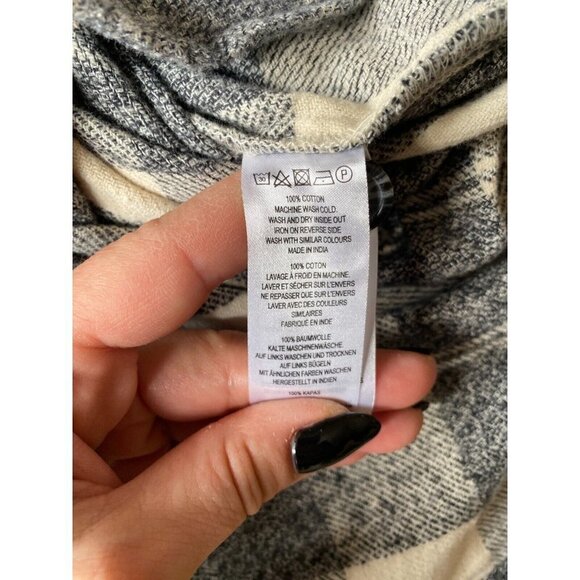 30 P
100% COTTON
MACHINE WASH COLD.
WASH AND DRY INSIDE OUT
IRON ON REVERSE SIDE
WASH WITH SIMILAR COLOURS
MADE IN INDIA
100% COTON
LAVAGE À FROID EN MACHINE.
LAVER ET SÉCHER SUR L'ENVERS
NE REPASSER QUE SUR L'ENVERS
LAVER AVEC DES COULEURS
SIMILAIRES
FABRIQUÉ EN INDE
100% BAUMWOLLE
KALTE MASCHINENWÄSCHE.
AUF LINKS WASCHEN UND TROCKNEN
AUF LINKS BÜGELN
MIT ÄHNLICHEN FARBEN WASCHEN
HERGESTELLT IN INDIEN
100% KAPAS